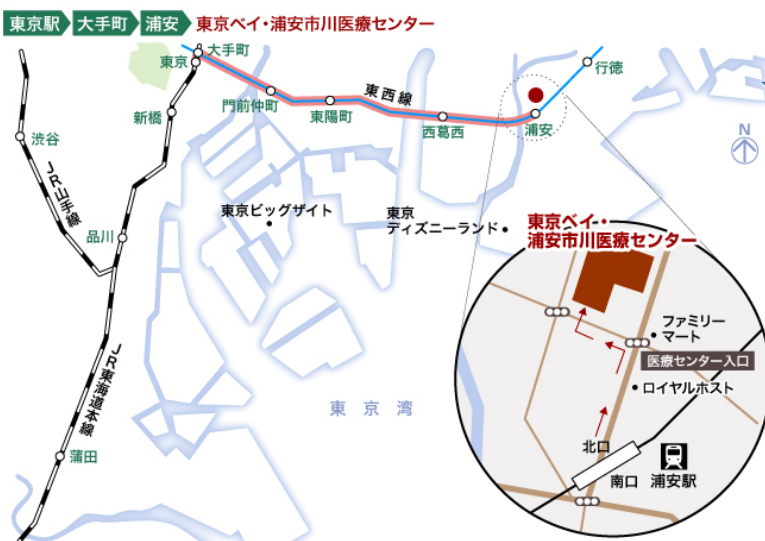 東京駅 大手町 浦安 東京ベイ・浦安市川医療センター
大手町
東京
行徳
東西線
門前仲町
新橋
東陽町
西葛西
浦安
渋谷
N
JR山手線
東京ビッグサイト
東京
ディズニーランド
品川
東京ベイ・
浦安市川医療センター
ファミリー
マート
医療センター入口
JR東海道本線
ロイヤルホスト
東京湾
北口
蒲田
南口
浦安駅